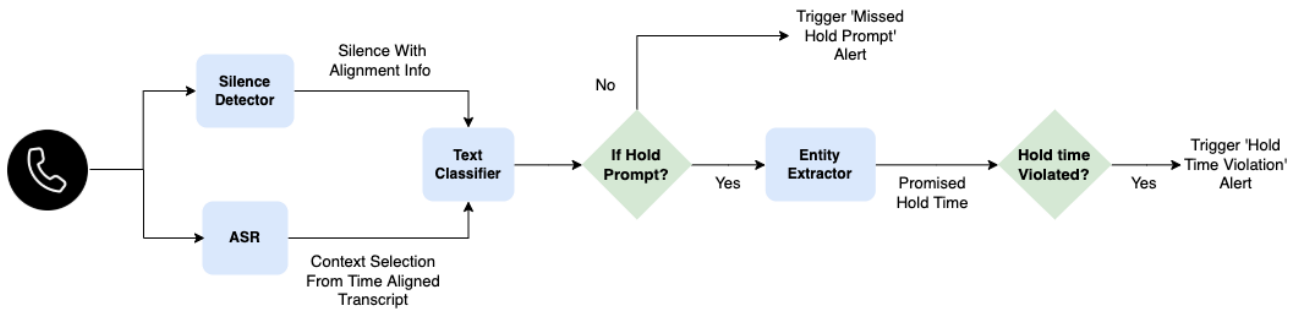 Silence
Detector
Silence With
Alignment Info
ASR
Context Selection
From Time Aligned
Transcript
Text
Classifier
If Hold
Prompt?
No
Trigger 'Missed
Hold Prompt'
Alert
Yes
Entity
Extractor
Promised
Hold Time
Hold time
Violated?
Yes
Trigger 'Hold
Time Violation'
Alert